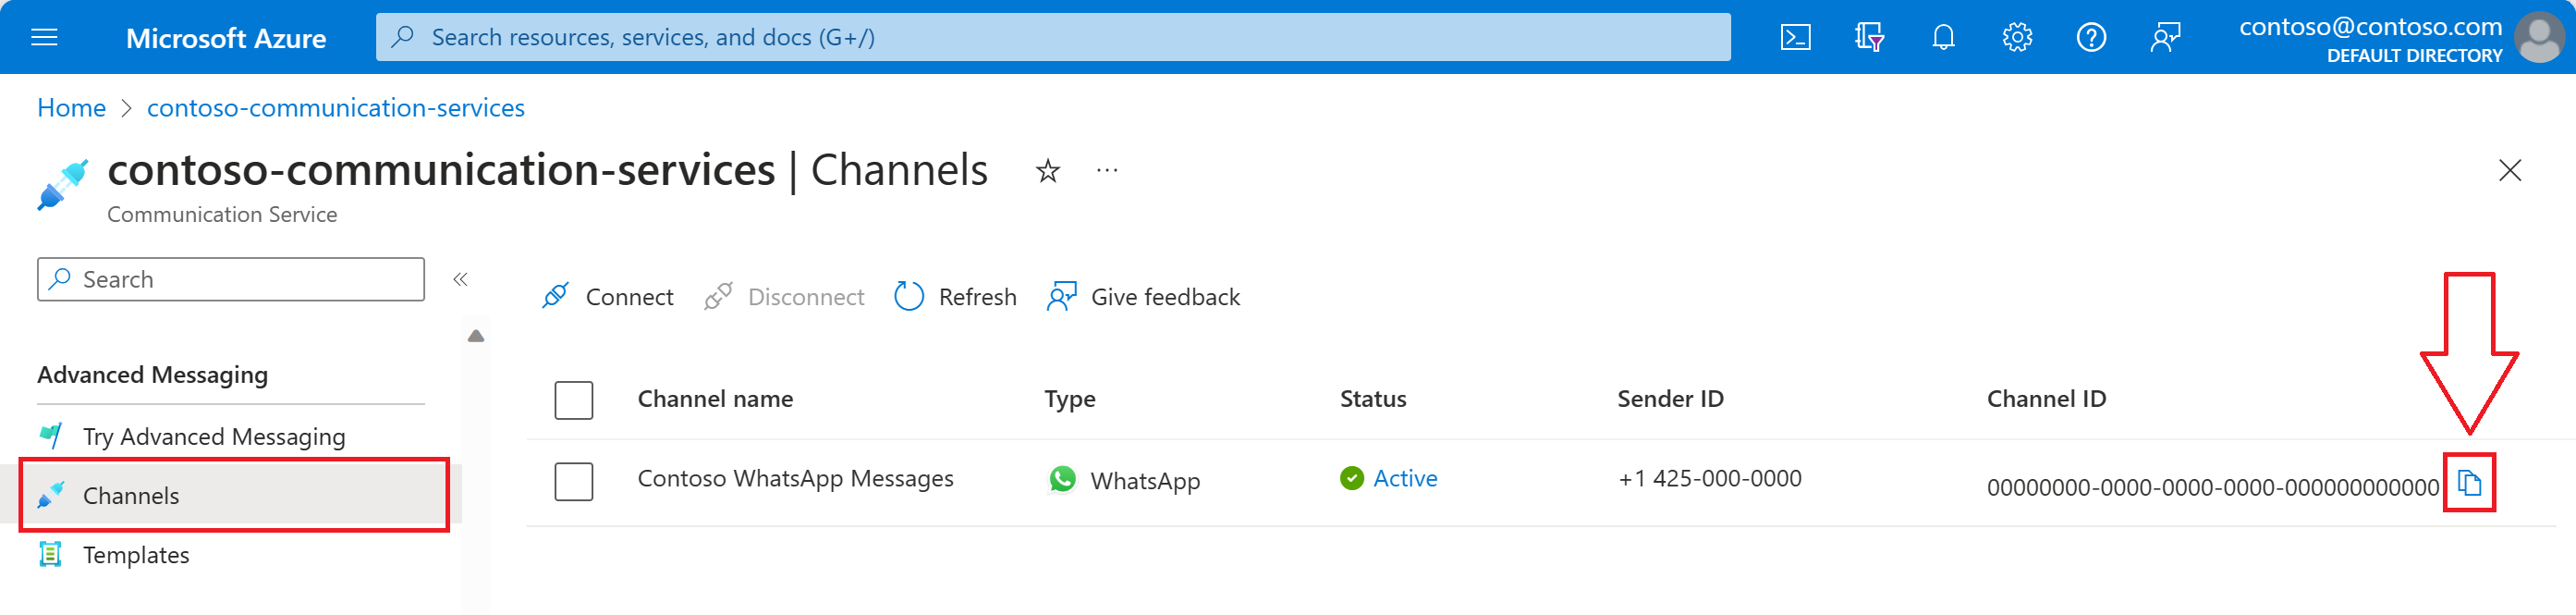 Microsoft Azure
Search resources, services, and docs (G+/)
contoso@contoso.com
DEFAULT DIRECTORY
Home > contoso-communication-services
contoso-communication-services | Channels
Communication Service
Search
Connect Disconnect Refresh Give feedback
Advanced Messaging
Try Advanced Messaging
Channels
Templates
Channel name Type Status Sender ID Channel ID
Contoso WhatsApp Messages WhatsApp Active +1 425-000-0000 00000000-0000-0000-0000-000000000000